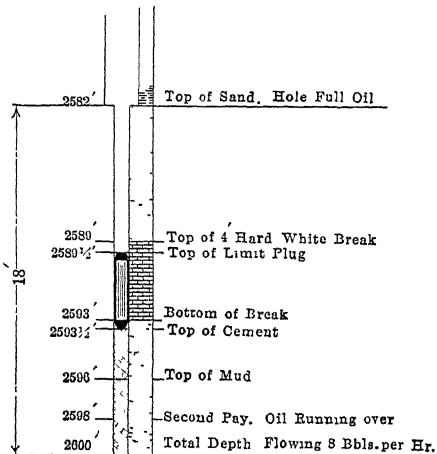 2582' Top of Sand. Hole Full Oil
2589' Top of 4' Hard White Break
2589½' Top of Limit Plug
18'
2593' Bottom of Break
2593½' Top of Cement
2596' Top of Mud
2598' Second Pay. Oil Running over
2600' Total Depth Flowing 8 Bbls. per Hr.